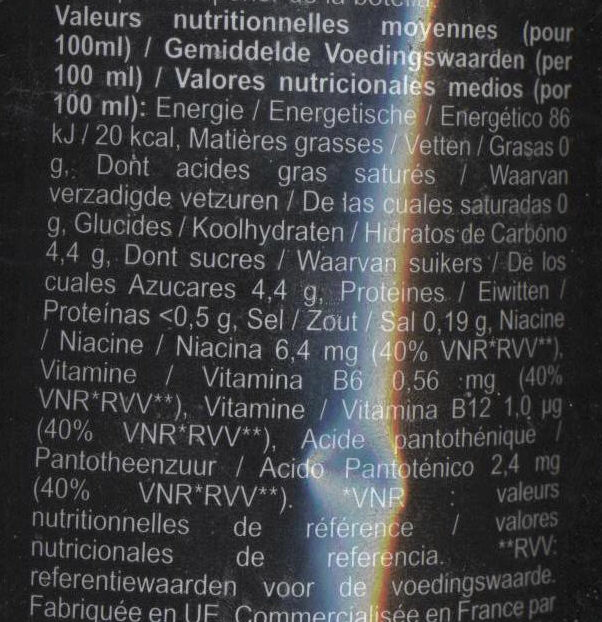 de la
Valeurs nutritionnelles moyennes (pour
100ml) / Gemiddelde Voedingswaarden (per
100 ml) / Valores nutricionales medios (por
100 ml): Energie / Energetische / Energético 86
kJ / 20 kcal, Matières grasses / Vetten / Grasas 0
g, Dont acides gras saturés / Waarvan
verzadigde vetzuren / De las cuales saturadas 0
g, Glucides / Koolhydraten / Hidratos de Carbono
4,4 g, Dont sucres / Waarvan suikers / De los
cuales Azucares 4,4 g, Protéines / Eiwitten /
Proteínas <0,5 g, Sel / Zout / Sal 0,19 g, Niacine
/ Niacine / Niacina 6,4 mg (40% VNR*RVV**),
Vitamine / Vitamina B6 0,56 mg (40%
VNR*RVV**), Vitamine / Vitamina B12 1,0 µg
(40% VNR*RVV**), Acide pantothénique /
Pantotheenzuur / Acido Pantoténico 2,4 mg
(40% VNR*RVV**). *VNR : valeurs
nutritionnelles de référence / valores
nutricionales de referencia. **RVV:
referentiewaarden voor de voedingswaarde.
Fabriquée en UE. Commercialisée en France par